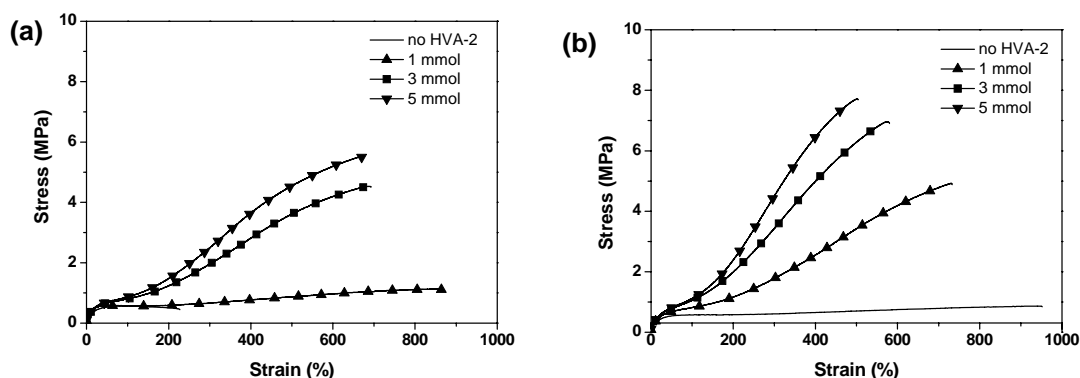 (a)
no HVA-2
1 mmol
3 mmol
5 mmol
Stress (MPa)
10
8
6
4
2
0
0 200 400 600 800 1000
Strain (%)
(b)
no HVA-2
1 mmol
3 mmol
5 mmol
Stress (MPa)
10
8
6
4
2
0
0 200 400 600 800 1000
Strain (%)